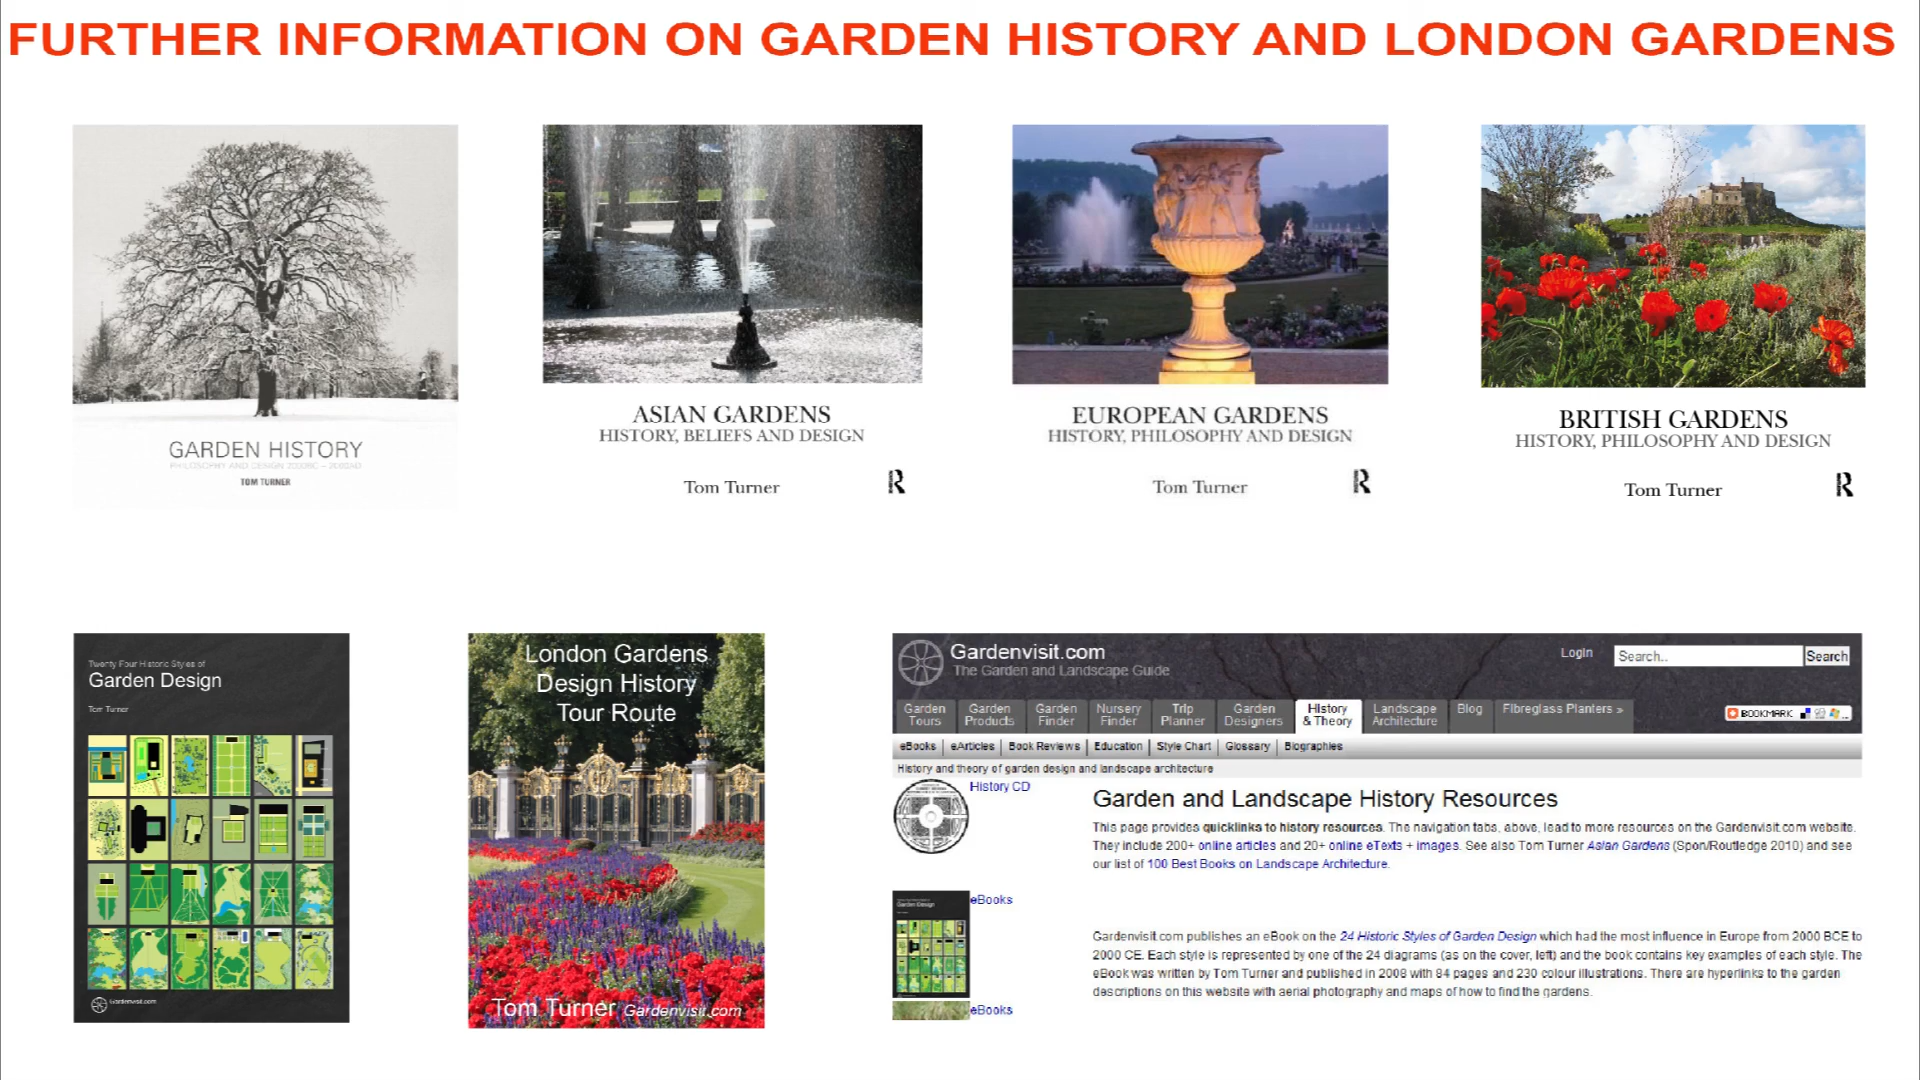 FURTHER INFORMATION ON GARDEN HISTORY AND LONDON GARDENS
GARDEN HISTORY
PHILOSOPHY AND DESIGN 2000BC – 2000AD
TOM TURNER
ASIAN GARDENS
HISTORY, BELIEFS AND DESIGN
Tom Turner
R
EUROPEAN GARDENS
HISTORY, PHILOSOPHY AND DESIGN
Tom Turner
R
BRITISH GARDENS
HISTORY, PHILOSOPHY AND DESIGN
Tom Turner
R
Twenty Four Historic Styles of
Garden Design
Tom Turner
Gardenvisit.com
London Gardens
Design History
Tour Route
Tom Turner Gardenvisit.com
Gardenvisit.com
The Garden and Landscape Guide
Login
Search..
Search
Garden Tours
Garden Products
Garden Finder
Nursery Finder
Trip Planner
Garden Designers
History & Theory
Landscape Architecture
Blog
Fibreglass Planters »
BOOKMARK
eBooks | eArticles | Book Reviews | Education | Style Chart | Glossary | Biographies
History and theory of garden design and landscape architecture
History CD
Garden and Landscape History Resources
This page provides quicklinks to history resources. The navigation tabs, above, lead to more resources on the Gardenvisit.com website.
They include 200+ online articles and 20+ online eTexts + images. See also Tom Turner Asian Gardens (Spon/Routledge 2010) and see
our list of 100 Best Books on Landscape Architecture.
Garden Design
eBooks
Gardenvisit.com publishes an eBook on the 24 Historic Styles of Garden Design which had the most influence in Europe from 2000 BCE to
2000 CE. Each style is represented by one of the 24 diagrams (as on the cover, left) and the book contains key examples of each style. The
eBook was written by Tom Turner and published in 2008 with 84 pages and 230 colour illustrations. There are hyperlinks to the garden
descriptions on this website with aerial photography and maps of how to find the gardens.
eBooks